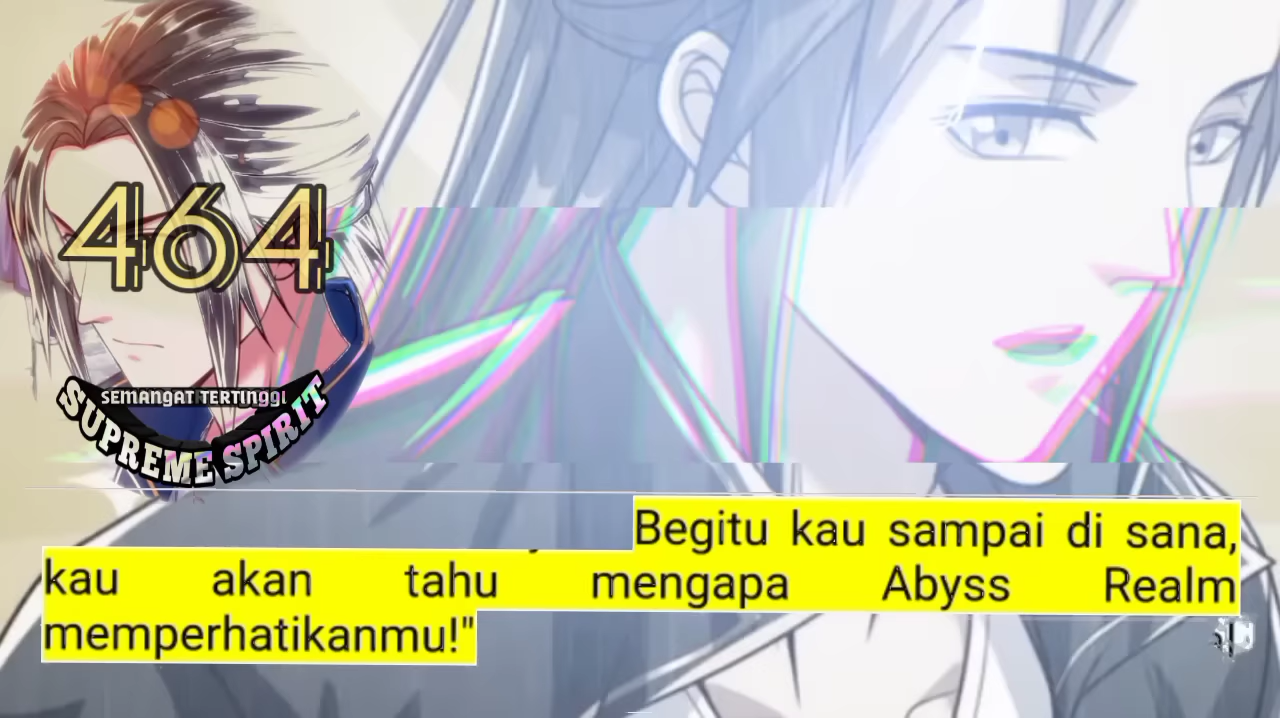 464
SEMANGAT TERTINGGI
SUPREME SPIRIT
Begitu kau sampai di sana,
kau akan tahu mengapa Abyss Realm
memperhatikanmu!"